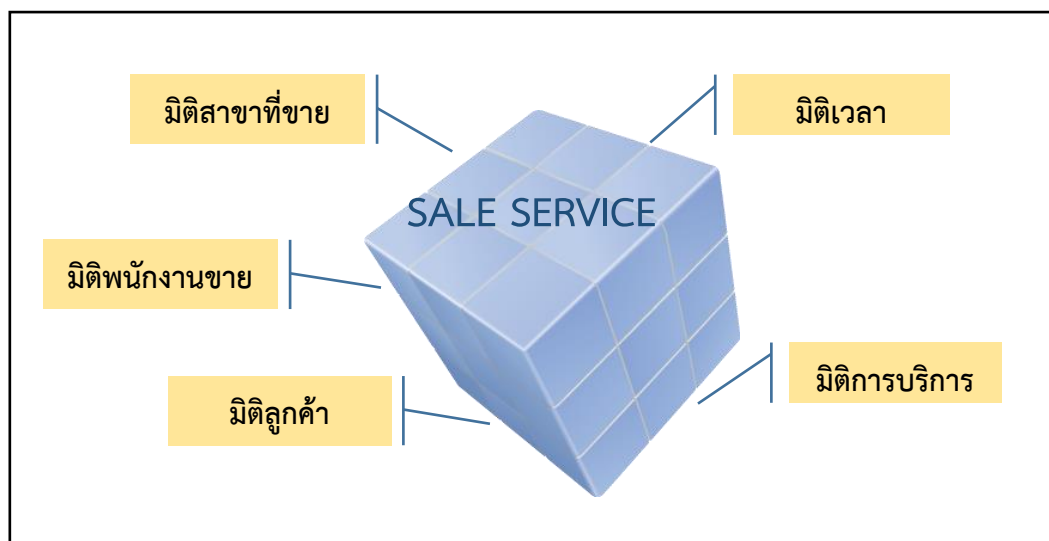 มิติสาขาที่ขาย
มิติเวลา
SALE SERVICE
มิติพนักงานขาย
มิติการบริการ
มิติลูกค้า